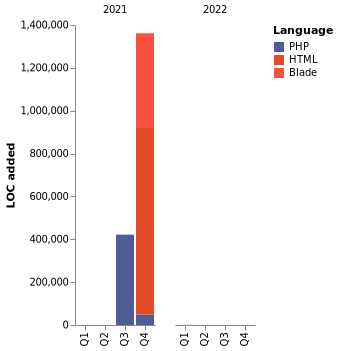 2021 2022
Language
PHP
HTML
Blade
LOC added
1,400,000
1,200,000
1,000,000
800,000
600,000
400,000
200,000
0
Q1 Q2 Q3 Q4 Q1 Q2 Q3 Q4